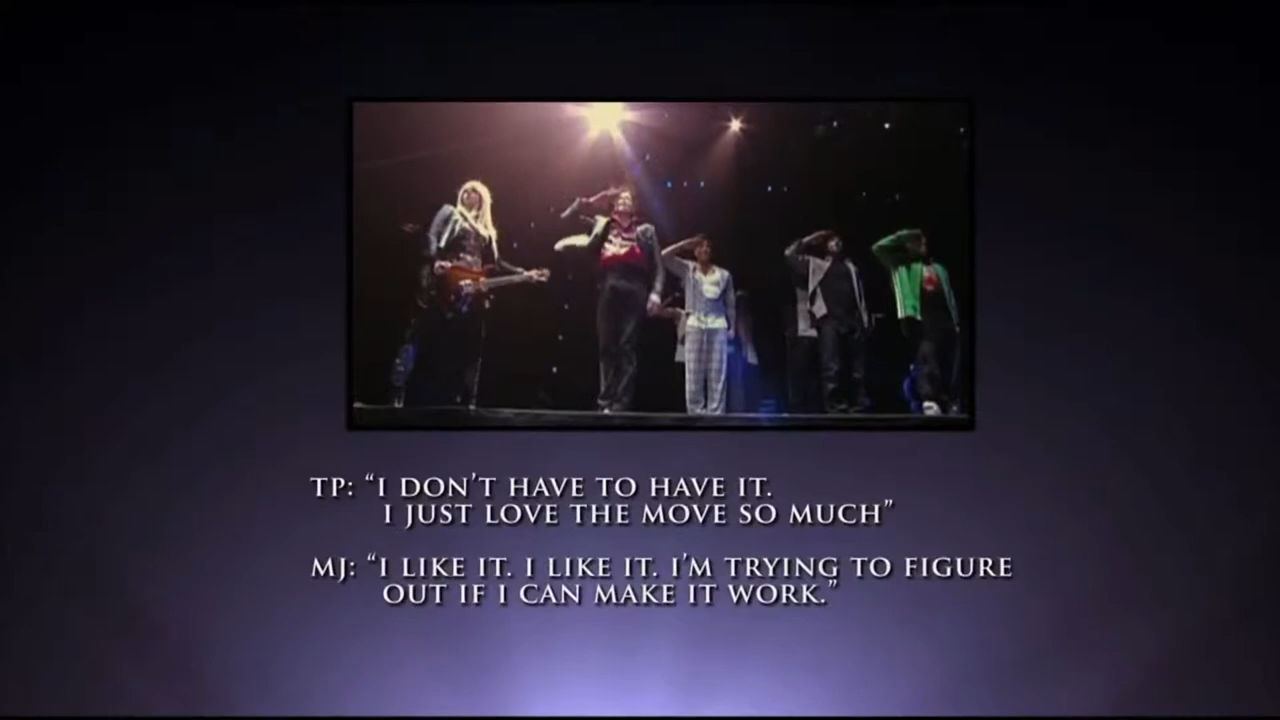 TP: “I DON’T HAVE TO HAVE IT.
I JUST LOVE THE MOVE SO MUCH”
MJ: “I LIKE IT. I LIKE IT. I’M TRYING TO FIGURE
OUT IF I CAN MAKE IT WORK.”